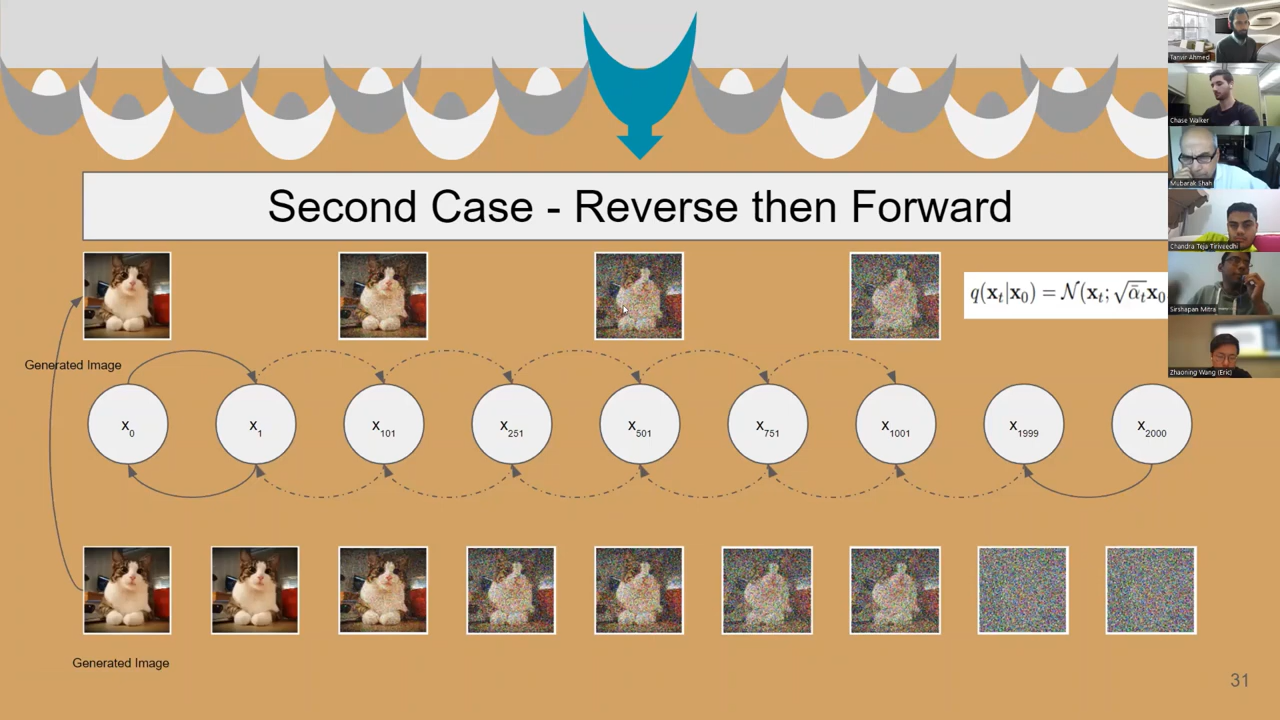 Tanvir Ahmed
Chase Walker
Mubarak Shah
Chandra Teja Tiriveedhi
Sirshapan Mitra
Zhaoning Wang (Eric)
Second Case - Reverse then Forward
q(x_t|x_0) = N(x_t; √ᾱ_t x_0
Generated Image
x_0 x_1 x_101 x_251 x_501 x_751 x_1001 x_1999 x_2000
Generated Image
31